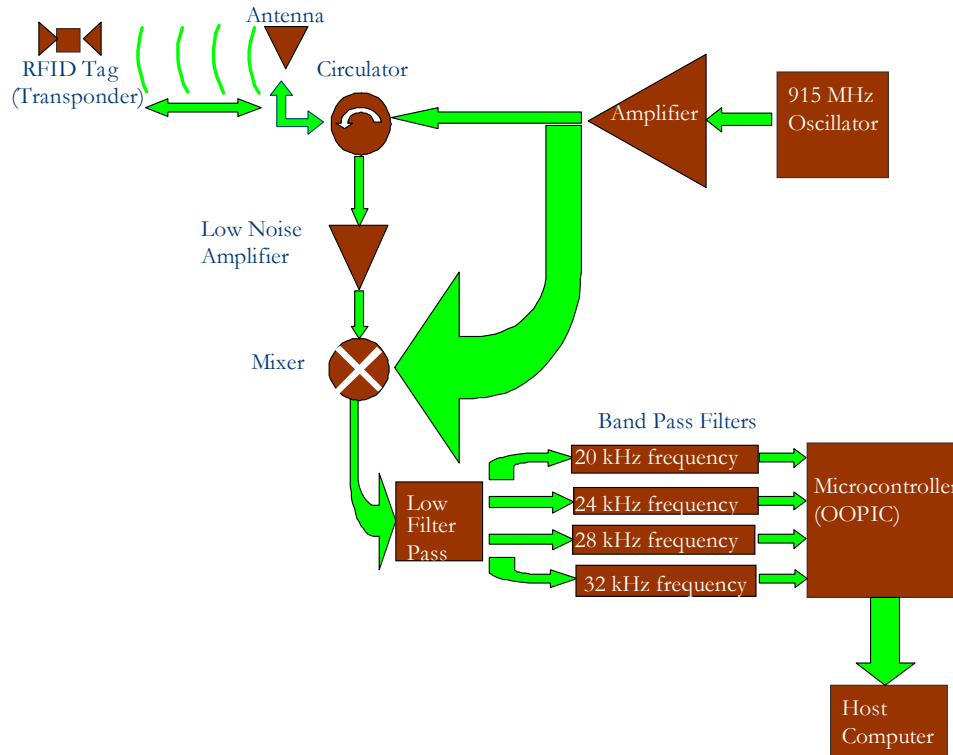 Antenna
RFID Tag
(Transponder)
Circulator
Amplifier
915 MHz
Oscillator
Low Noise
Amplifier
Mixer
Band Pass Filters
20 kHz frequency
24 kHz frequency
28 kHz frequency
32 kHz frequency
Low
Filter
Pass
Microcontroller
(OOPIC)
Host
Computer